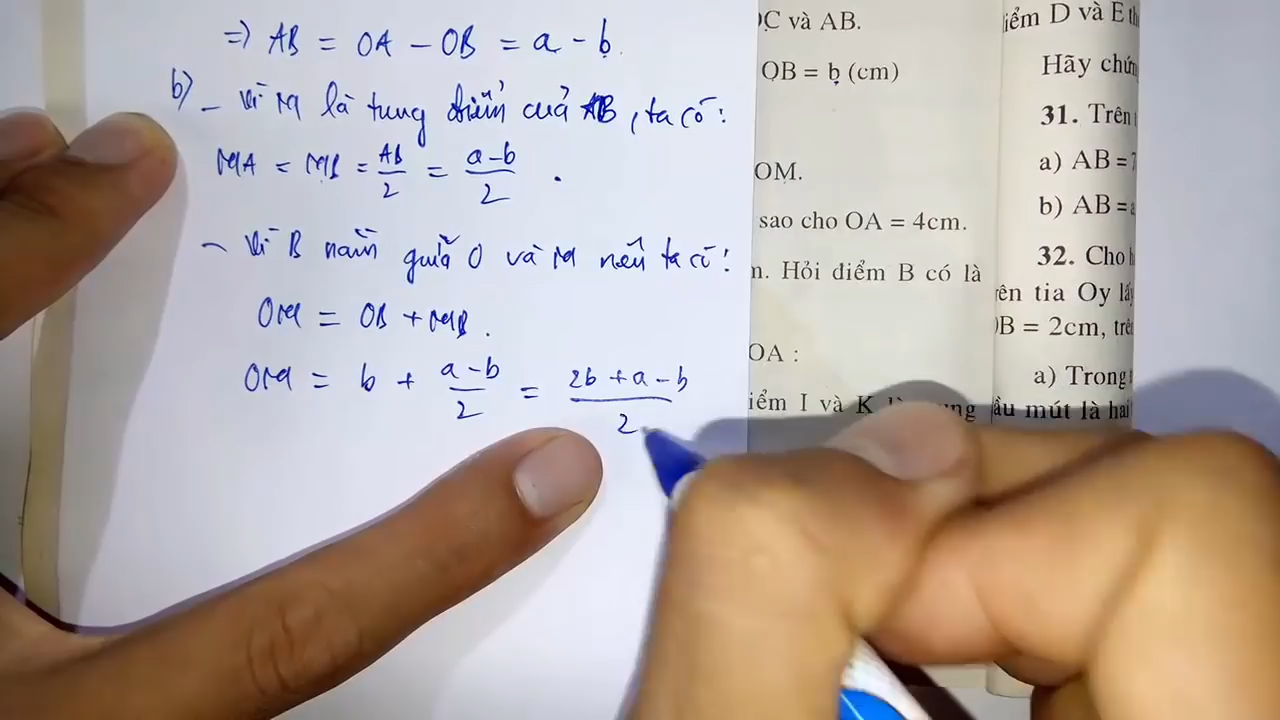 => AB = OA - OB = a - b.
b) - Vì M là trung điểm của AB, ta có:
MA = MB = AB/2 = a-b/2 .
- Vì B nằm giữa O và M nên ta có:
OM = OB + MB.
OM = b + a-b/2 = 2b + a - b/2
OC và AB.
OB = b (cm)
OM.
sao cho OA = 4cm.
Hỏi điểm B có là
OA :
iểm I và K
iểm D và E
Hãy
31. Trên
a) AB =
b) AB =
32. Cho
rên tia Oy lấy
OB = 2cm,
a) Trong
ầu mút là hai